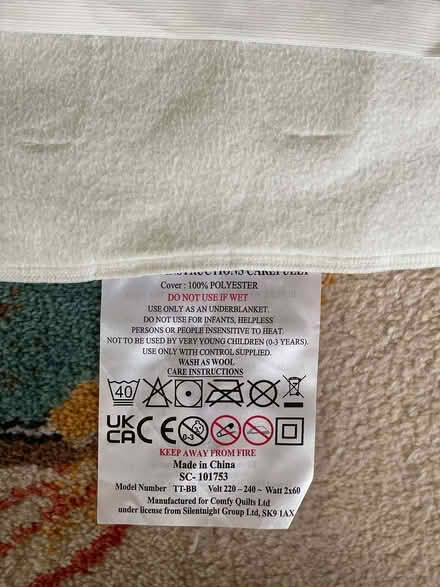 INSTRUCTIONS CAREFULLY
Cover : 100% POLYESTER
DO NOT USE IF WET
USE ONLY AS AN UNDERBLANKET.
DO NOT USE FOR INFANTS, HELPLESS
PERSONS OR PEOPLE INSENSITIVE TO HEAT.
NOT TO BE USED BY VERY YOUNG CHILDREN (0-3 YEARS).
USE ONLY WITH CONTROL SUPPLIED.
WASH AS WOOL
CARE INSTRUCTIONS
40
UK CA CE 0-3
KEEP AWAY FROM FIRE
Made in China
SC- 101753
Model Number TT-BB Volt 220 – 240 ~ Watt 2x60
Manufactured for Comfy Quilts Ltd
under license from Silentnight Group Ltd, SK9 1AX